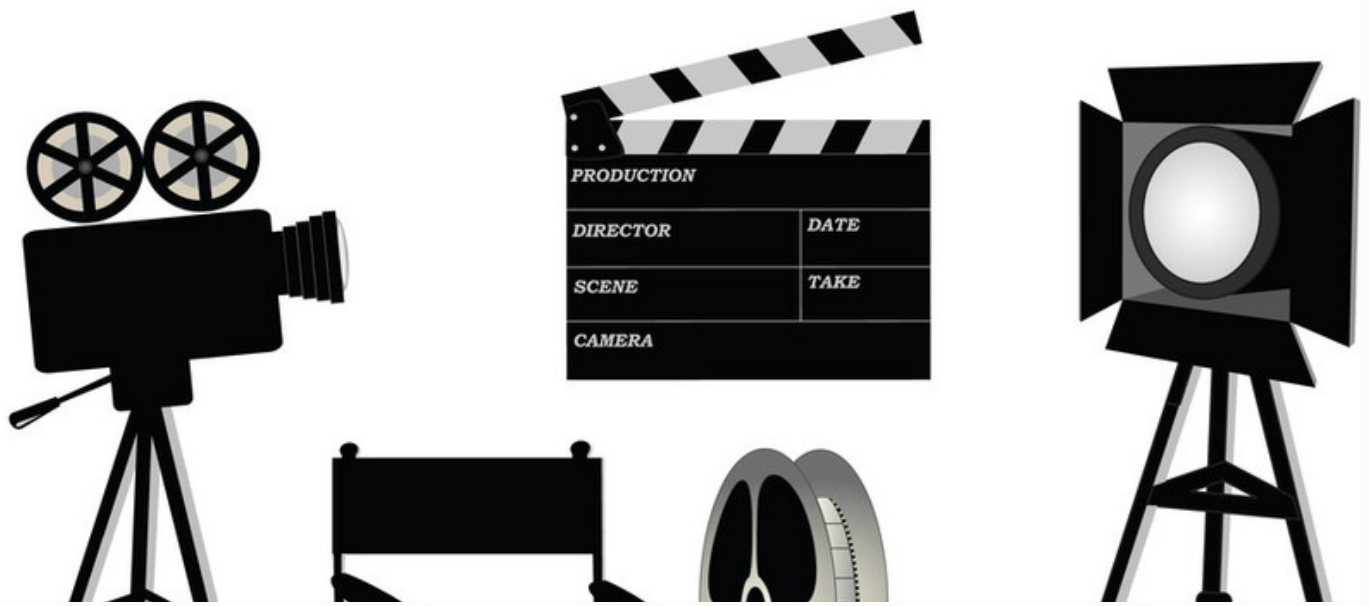 PRODUCTION
DIRECTOR
DATE
SCENE
TAKE
CAMERA